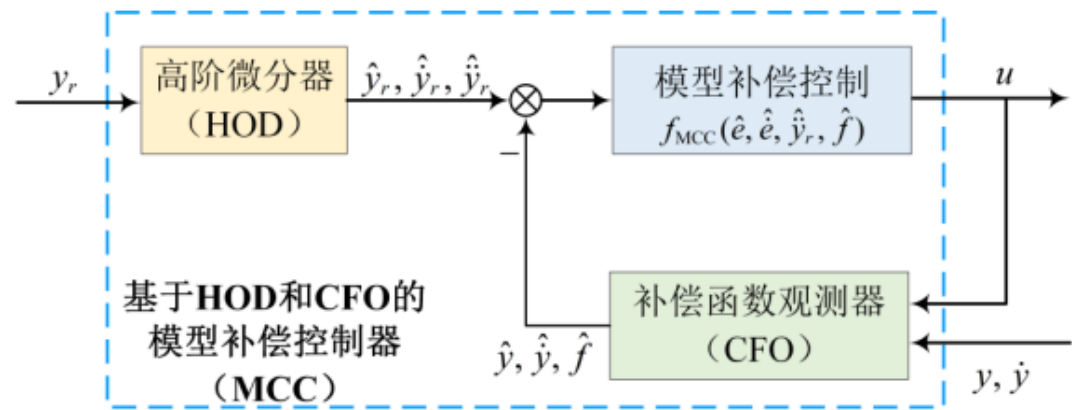 y_r
高阶微分器
（HOD）
ŷ_r, ŷ̇_r, ŷ̈_r
−
模型补偿控制
f_MCC(ê, ê̇, ŷ̈_r, f̂)
u
基于HOD和CFO的
模型补偿控制器
（MCC）
ŷ, ŷ̇, f̂
补偿函数观测器
（CFO）
y, ẏ